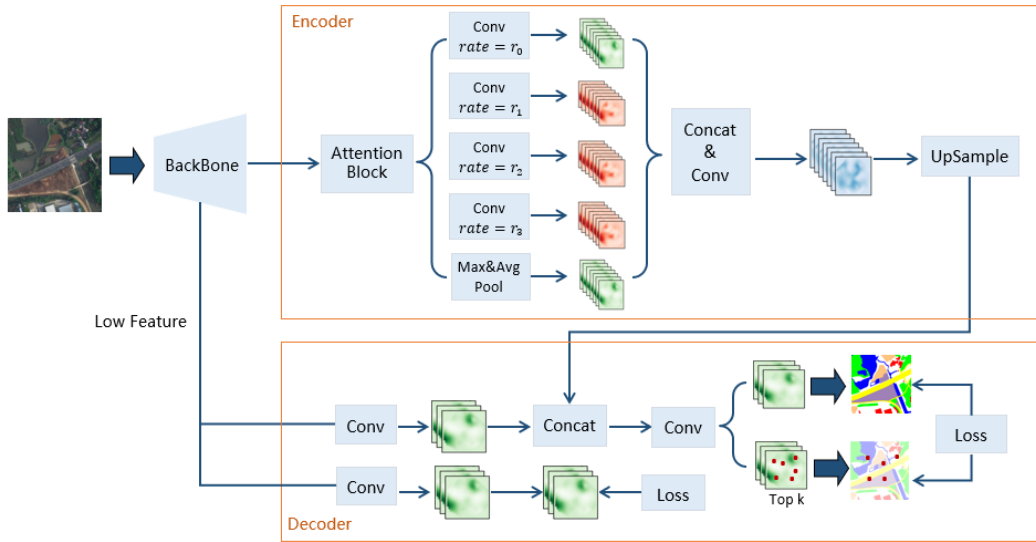 Encoder
BackBone
Attention
Block
Conv
rate = r₀
Conv
rate = r₁
Conv
rate = r₂
Conv
rate = r₃
Max&Avg
Pool
Concat
&
Conv
UpSample
Low Feature
Conv
Concat
Conv
Loss
Conv
Loss
Top k
Decoder